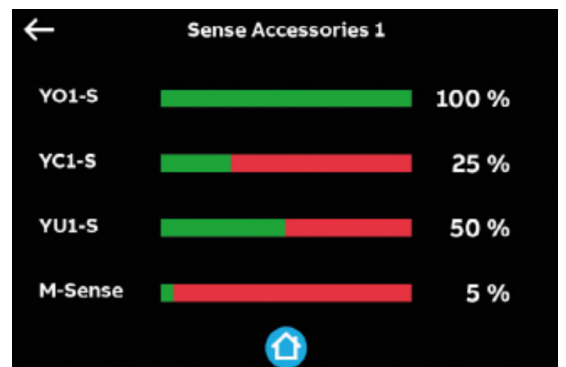 Sense Accessories 1
YO1-S 100 %
YC1-S 25 %
YU1-S 50 %
M-Sense 5 %